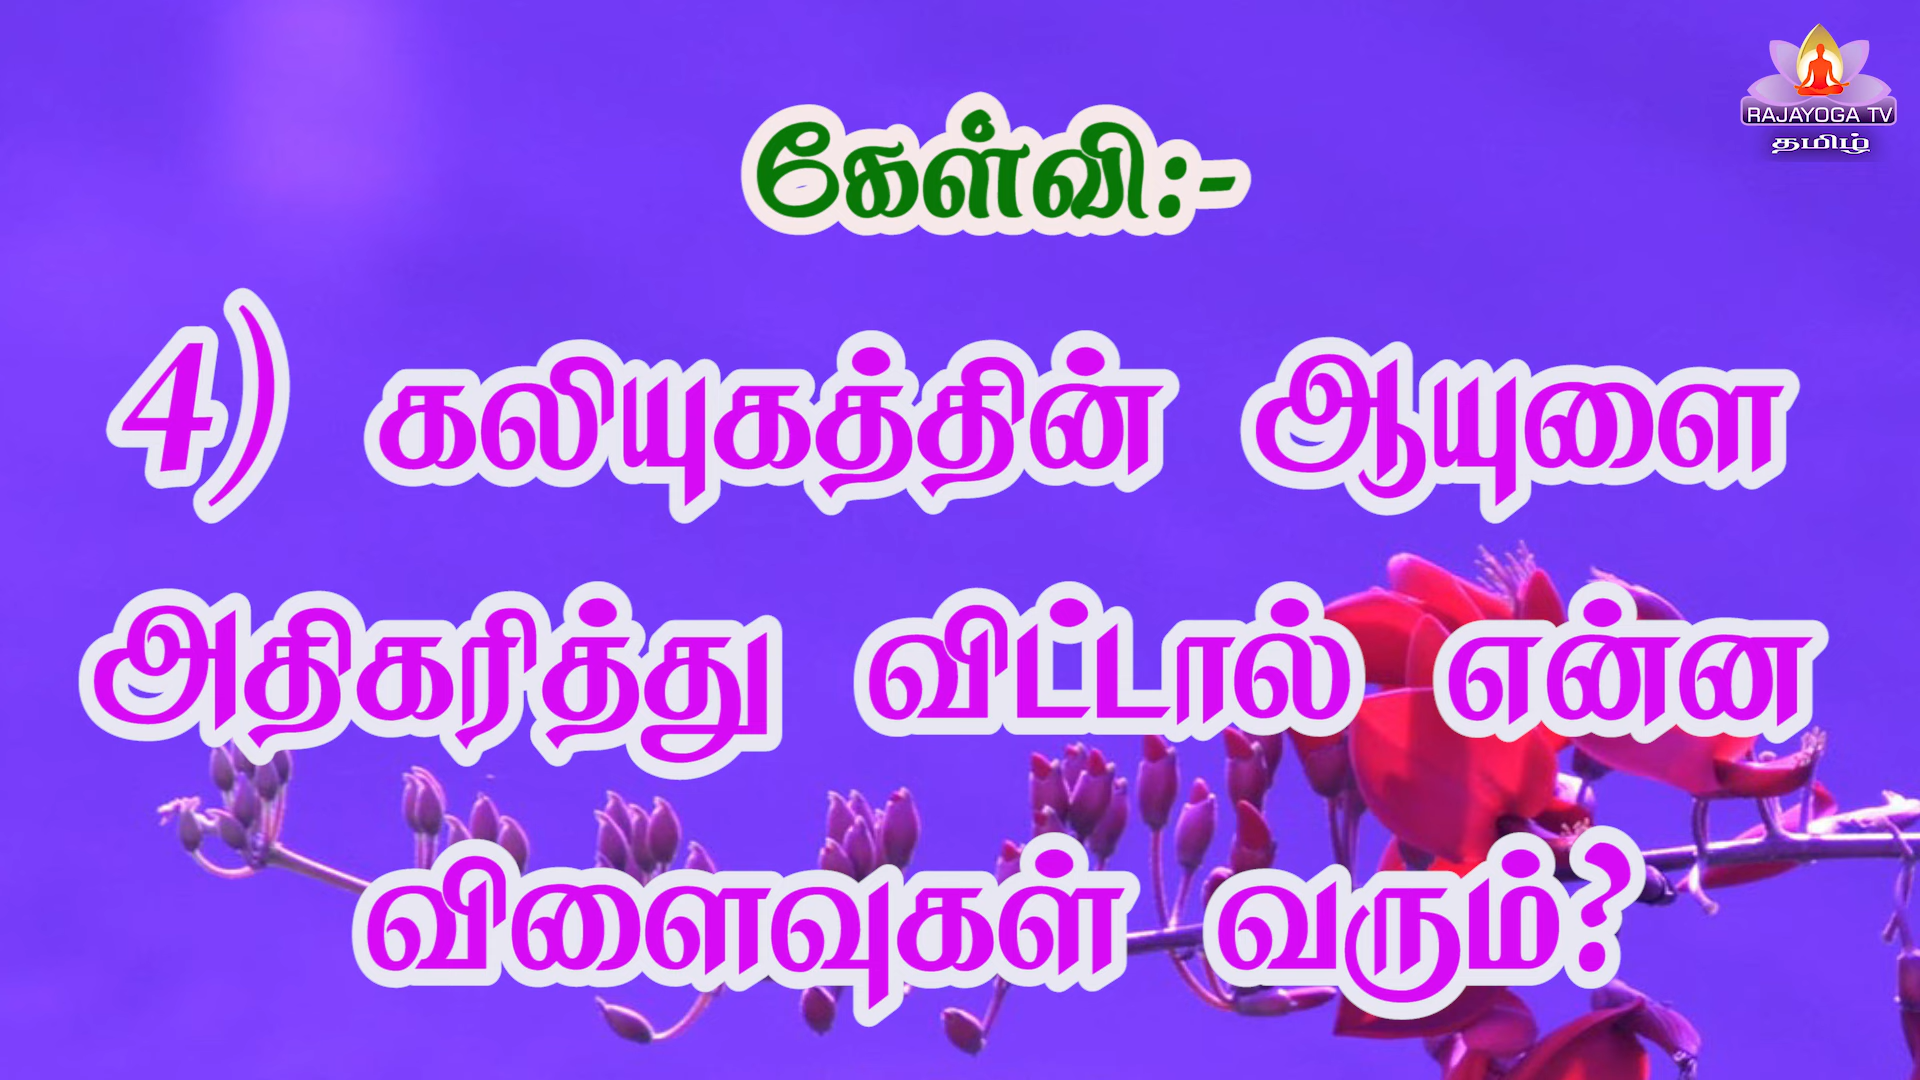 RAJAYOGA TV
தமிழ்
கேள்வி:-
4) கலியுகத்தின் ஆயுளை
அதிகரித்து விட்டால் என்ன
விளைவுகள் வரும்?